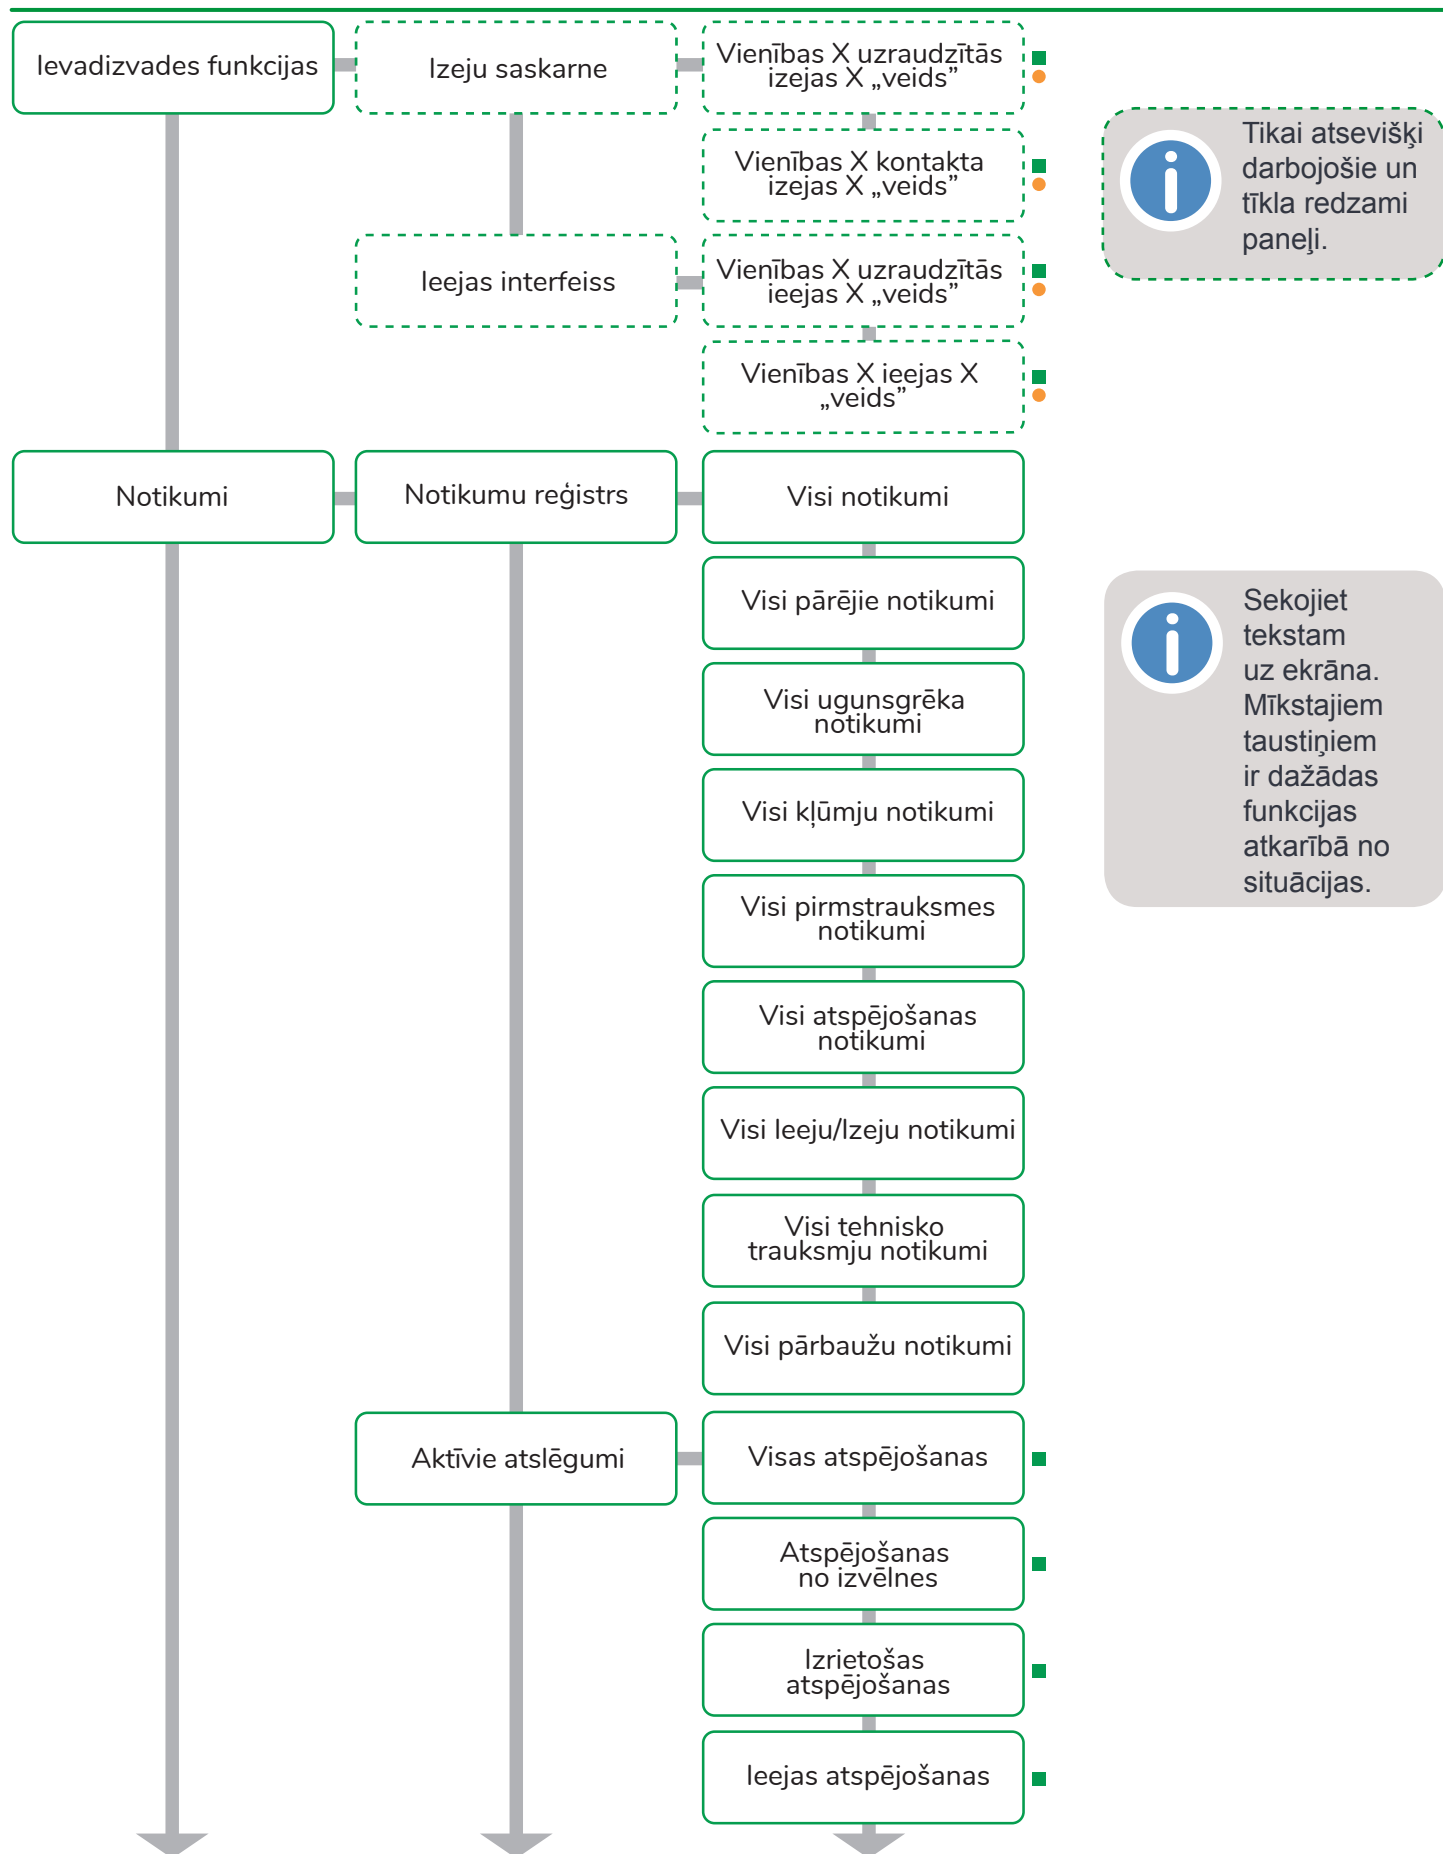 Ievadizvades funkcijas
Izeju saskarne
Vienības X uzraudzītās
izejas X „veids”
Vienības X kontakta
izejas X „veids”
Tikai atsevišķi
darbojošie un
tīkla redzami
paneļi.
Ieejas interfeiss
Vienības X uzraudzītās
ieejas X „veids”
Vienības X ieejas X
„veids”
Notikumi
Notikumu reģistrs
Visi notikumi
Visi pārējie notikumi
Visi ugunsgrēka
notikumi
Visi kļūmju notikumi
Visi pirmstrauksmes
notikumi
Visi atspējošanas
notikumi
Visi Ieeju/Izeju notikumi
Visi tehnisko
trauksmju notikumi
Visi pārbaužu notikumi
Sekojiet
tekstam
uz ekrāna.
Mīkstajiem
taustiņiem
ir dažādas
funkcijas
atkarībā no
situācijas.
Aktīvie atslēgumi
Visas atspējošanas
Atspējošanas
no izvēlnes
Izrietošas
atspējošanas
Ieejas atspējošanas